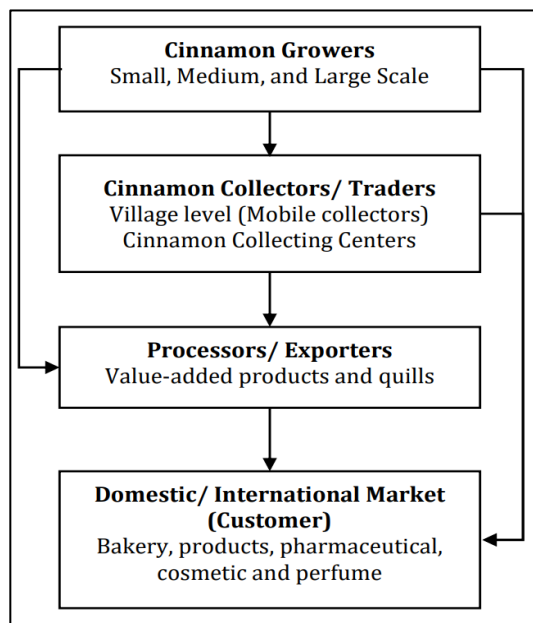 Cinnamon Growers
Small, Medium, and Large Scale
Cinnamon Collectors/ Traders
Village level (Mobile collectors)
Cinnamon Collecting Centers
Processors/ Exporters
Value-added products and quills
Domestic/ International Market
(Customer)
Bakery, products, pharmaceutical,
cosmetic and perfume